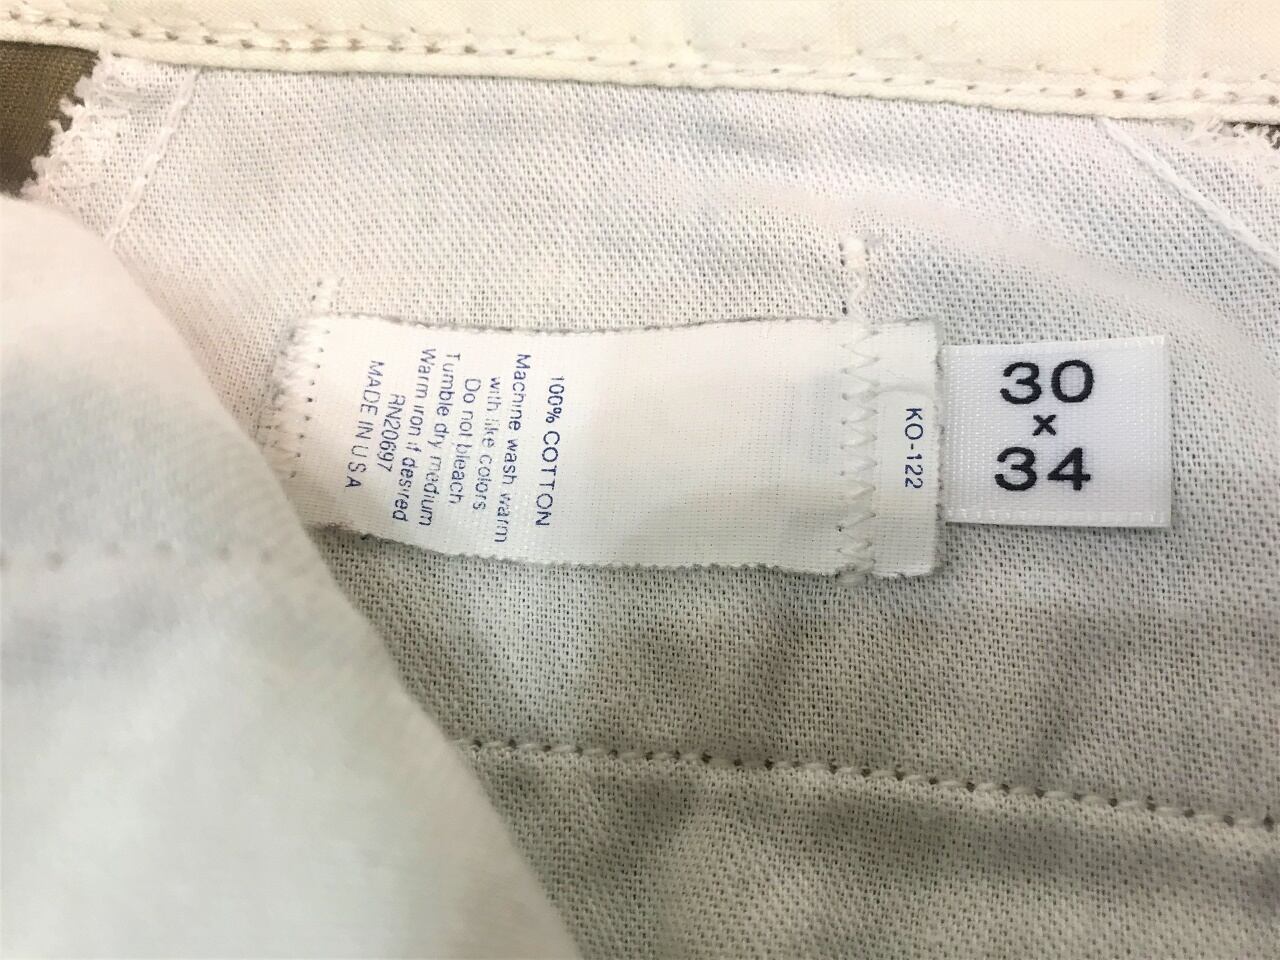 100% COTTON
Machine wash warm
with like colors
Do not bleach
Tumble dry medium
Warm iron if desired
RN20697
MADE IN U S A
KO-122
30
x
34